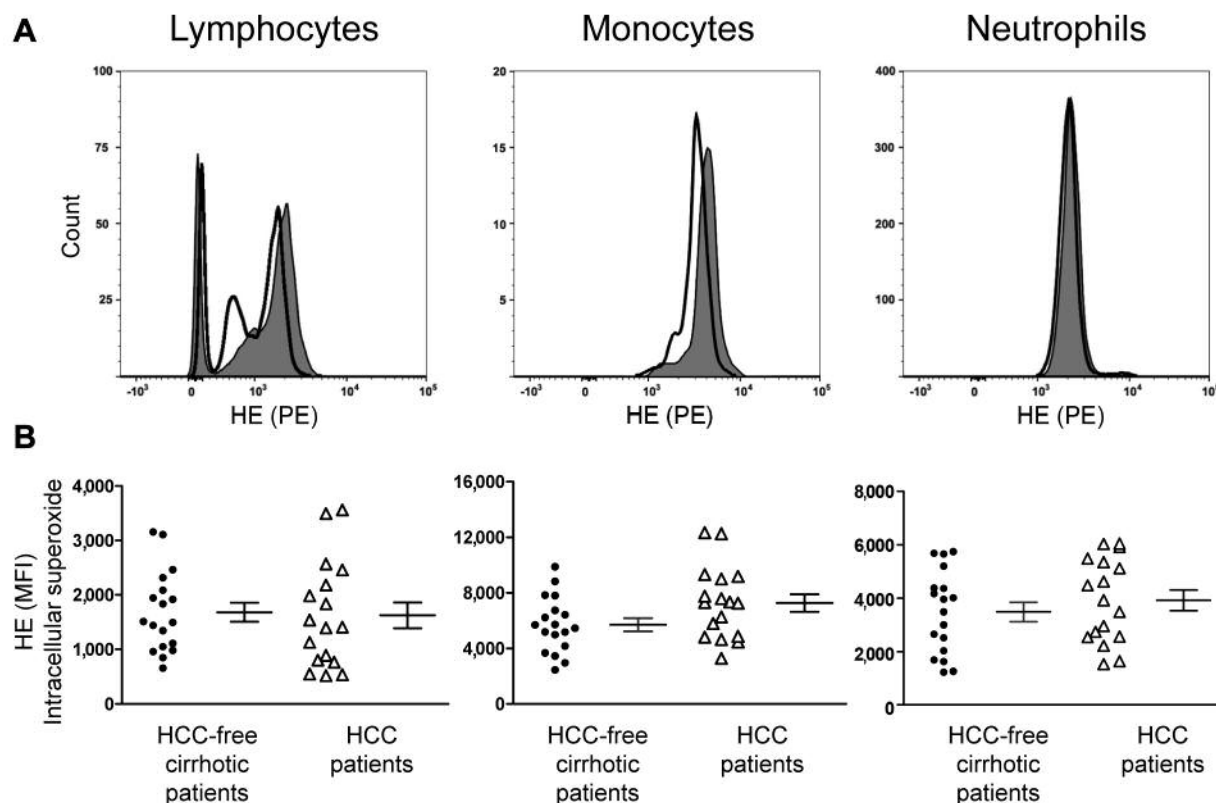 A
Lymphocytes
Monocytes
Neutrophils
100
75
50
25
Count
-10³ 0 10³ 10⁴ 10⁵
HE (PE)
20
15
10
5
-10³ 0 10³ 10⁴ 10⁵
HE (PE)
400
300
200
100
-10³ 0 10³ 10⁴ 10⁵
HE (PE)
B
HE (MFI)
Intracellular superoxide
4,000
3,000
2,000
1,000
0
HCC-free
cirrhotic
patients
HCC
patients
16,000
12,000
8,000
4,000
0
HCC-free
cirrhotic
patients
HCC
patients
8,000
6,000
4,000
2,000
0
HCC-free
cirrhotic
patients
HCC
patients